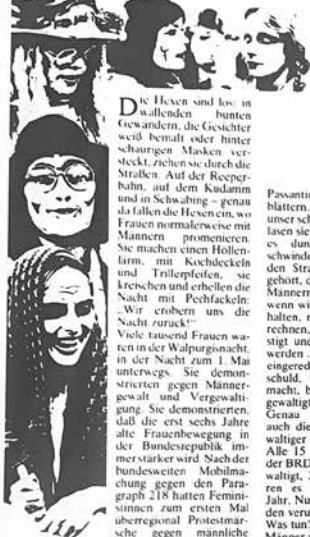 Die Hexen sind los: in
wallenden bunten
Gewändern, die Gesichter
weiß bemalt oder hinter
schaurigen Masken ver-
steckt, ziehen sie durch die
Straßen. Auf der Reeper-
bahn, auf dem Kudamm
und in Schwabing – genau
da fallen die Hexen ein, wo
Frauen normalerweise mit
Männern promenieren.
Sie machen einen Höllen-
lärm, mit Kochdeckeln
und Trillerpfeifen, sie
kreischen und erhellen die
Nacht mit Pechfackeln:
„Wir erobern uns die
Nacht zurück!“
Viele tausend Frauen wa-
ren in der Walpurgisnacht,
in der Nacht zum 1. Mai
unterwegs. Sie demon-
strierten gegen Männer-
gewalt und Vergewalti-
gung. Sie demonstrierten,
daß die erst sechs Jahre
alte Frauenbewegung in
der Bundesrepublik im-
mer stärker wird. Nach der
bundesweiten Mobilma-
chung gegen den Para-
graph 218 hatten Femini-
stinnen zum ersten Mal
überregional Protestmär-
sche gegen männliche
Passantin
blattern.
unser sch
lasen sie
es dun
schwinde
den Stra
gehört, d
Männern
wenn wi
halten, r
rechnen,
stigt und
werden
eingered
schuld,
macht, b
gewaltigt
Genau
auch die
waltiger
Alle 15
der BRD
waltigt, 
ren es
Jahr. Nu
den veru
Was tun?